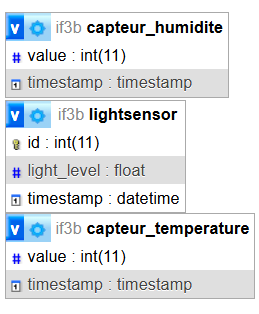 v if3b capteur_humidite
# value : int(11)
timestamp : timestamp
v if3b lightsensor
id : int(11)
# light_level : float
timestamp : datetime
v if3b capteur_temperature
# value : int(11)
timestamp : timestamp